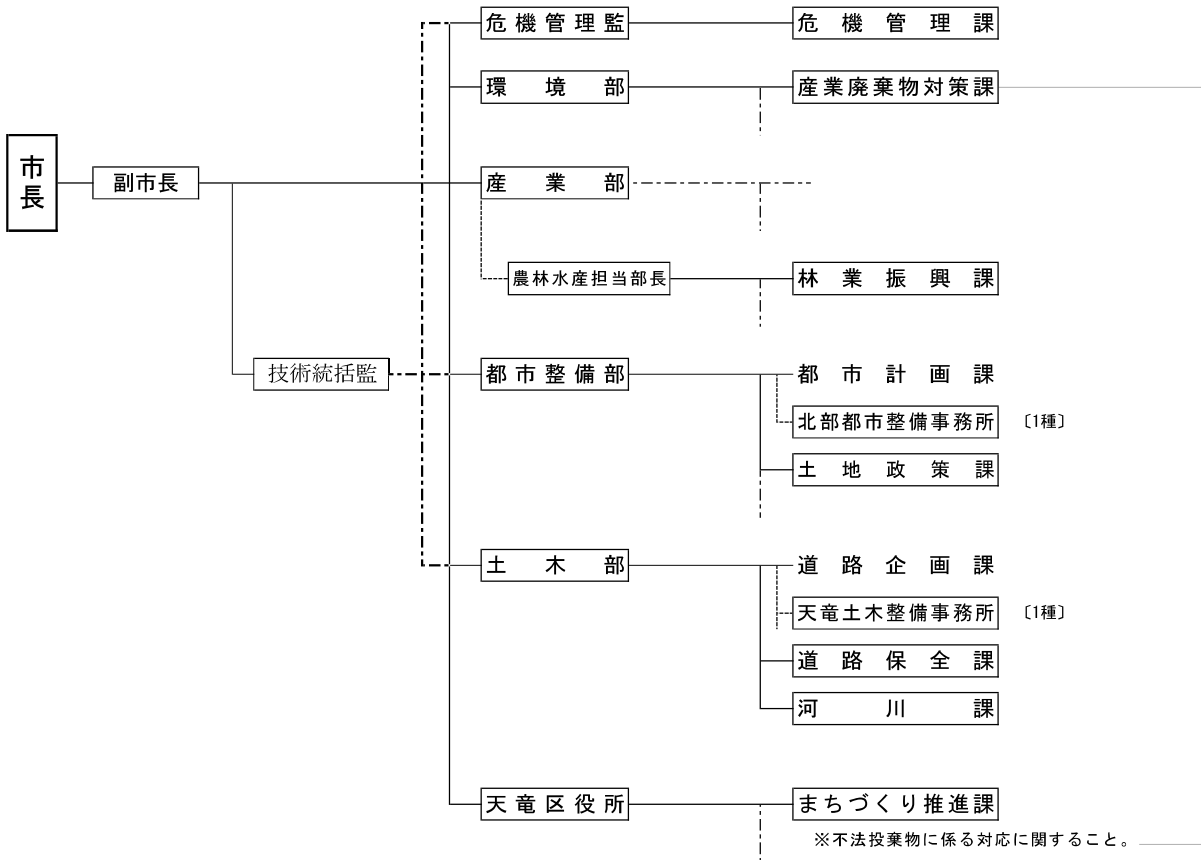 危機管理監 危機管理課
環境部 産業廃棄物対策課
市長
副市長 産業部
農林水産担当部長 林業振興課
技術統括監 都市整備部 都市計画課
北部都市整備事務所 〔1種〕
土地政策課
土木部 道路企画課
天竜土木整備事務所 〔1種〕
道路保全課
河川課
天竜区役所 まちづくり推進課
※不法投棄物に係る対応に関すること。